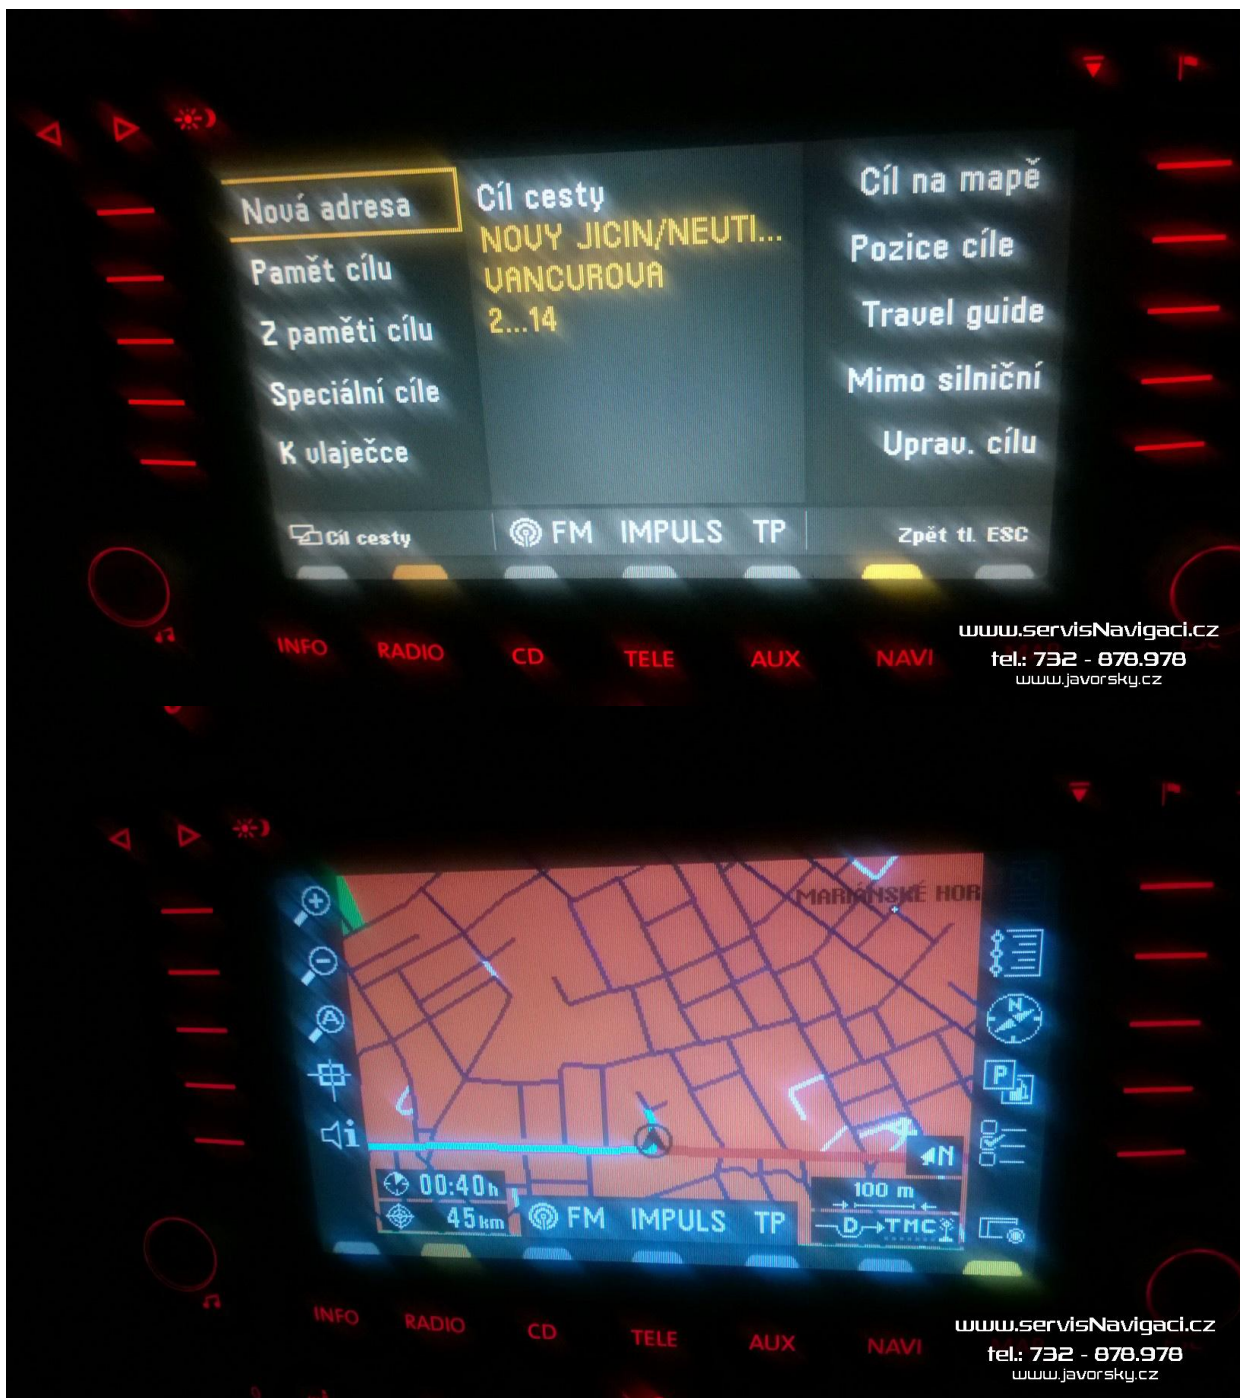 Nová adresa
Pamět cílu
Z paměti cílu
Speciální cíle
K vlaječce
Cíl cesty
NOVY JICIN/NEUTI...
VANCUROVA
2...14
Cíl na mapě
Pozice cíle
Travel guide
Mimo silniční
Uprav. cílu
Cíl cesty
FM IMPULS TP
Zpět tl. ESC
INFO RADIO CD TELE AUX NAVI
www.servisNavigaci.cz
tel.: 732 - 878.978
www.javorsky.cz
MARIÁNSKÉ HOR
A
i
N
P
N
00:40h
45km
FM IMPULS TP
100 m
D→TMC
INFO RADIO CD TELE AUX NAVI
www.servisNavigaci.cz
tel.: 732 - 878.978
www.javorsky.cz